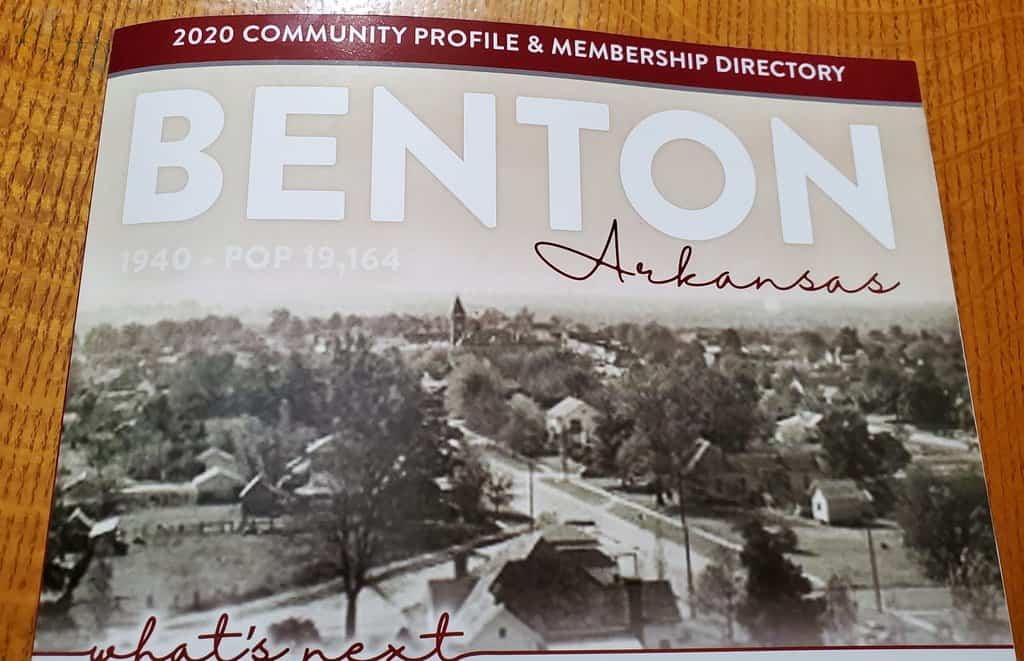 2020 COMMUNITY PROFILE & MEMBERSHIP DIRECTORY
BENTON
Arkansas
1940 - POP 19,164
what's next